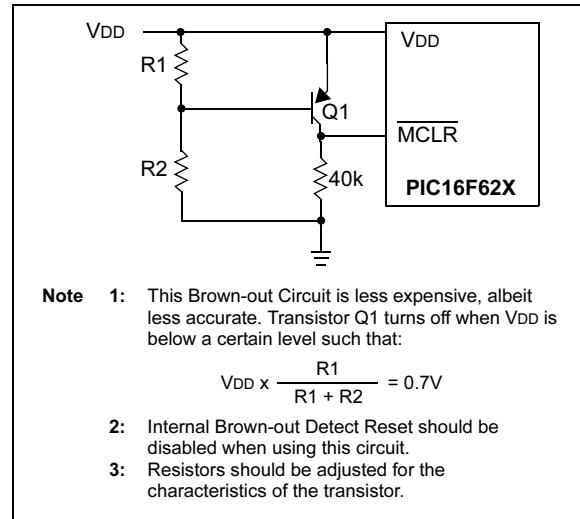 VDD
VDD
R1
Q1
MCLR
R2
40k
PIC16F62X
Note 1: This Brown-out Circuit is less expensive, albeit
less accurate. Transistor Q1 turns off when VDD is
below a certain level such that:
VDD x R1 / R1 + R2 = 0.7V
2: Internal Brown-out Detect Reset should be
disabled when using this circuit.
3: Resistors should be adjusted for the
characteristics of the transistor.